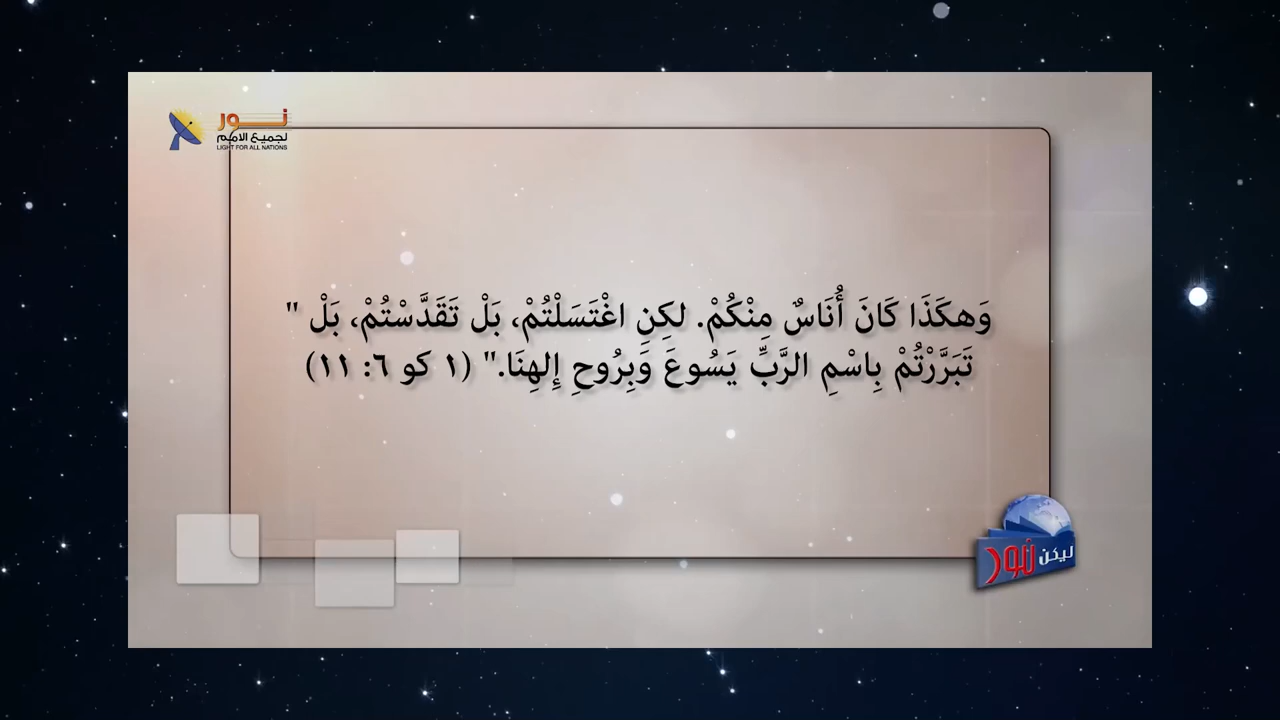 نور
لجميع الامم
LIGHT FOR ALL NATIONS
وَهكَذَا كَانَ أُنَاسٌ مِنْكُمْ. لكِنِ اغْتَسَلْتُمْ، بَلْ تَقَدَّسْتُمْ، بَلْ "
تَبَرَّرْتُمْ بِاسْمِ الرَّبِّ يَسُوعَ وَبِرُوحِ إِلهِنَا." (١ كو ٦: ١١)
ليكن نور